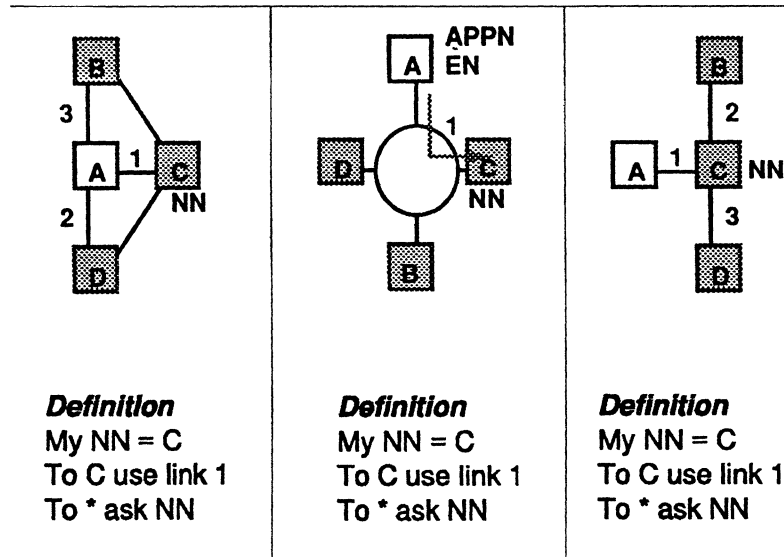 B
3
A
1
C
NN
2
D
Definition
My NN = C
To C use link 1
To * ask NN
APPN
EN
A
1
D
C
NN
B
Definition
My NN = C
To C use link 1
To * ask NN
B
2
A
1
C
NN
3
D
Definition
My NN = C
To C use link 1
To * ask NN